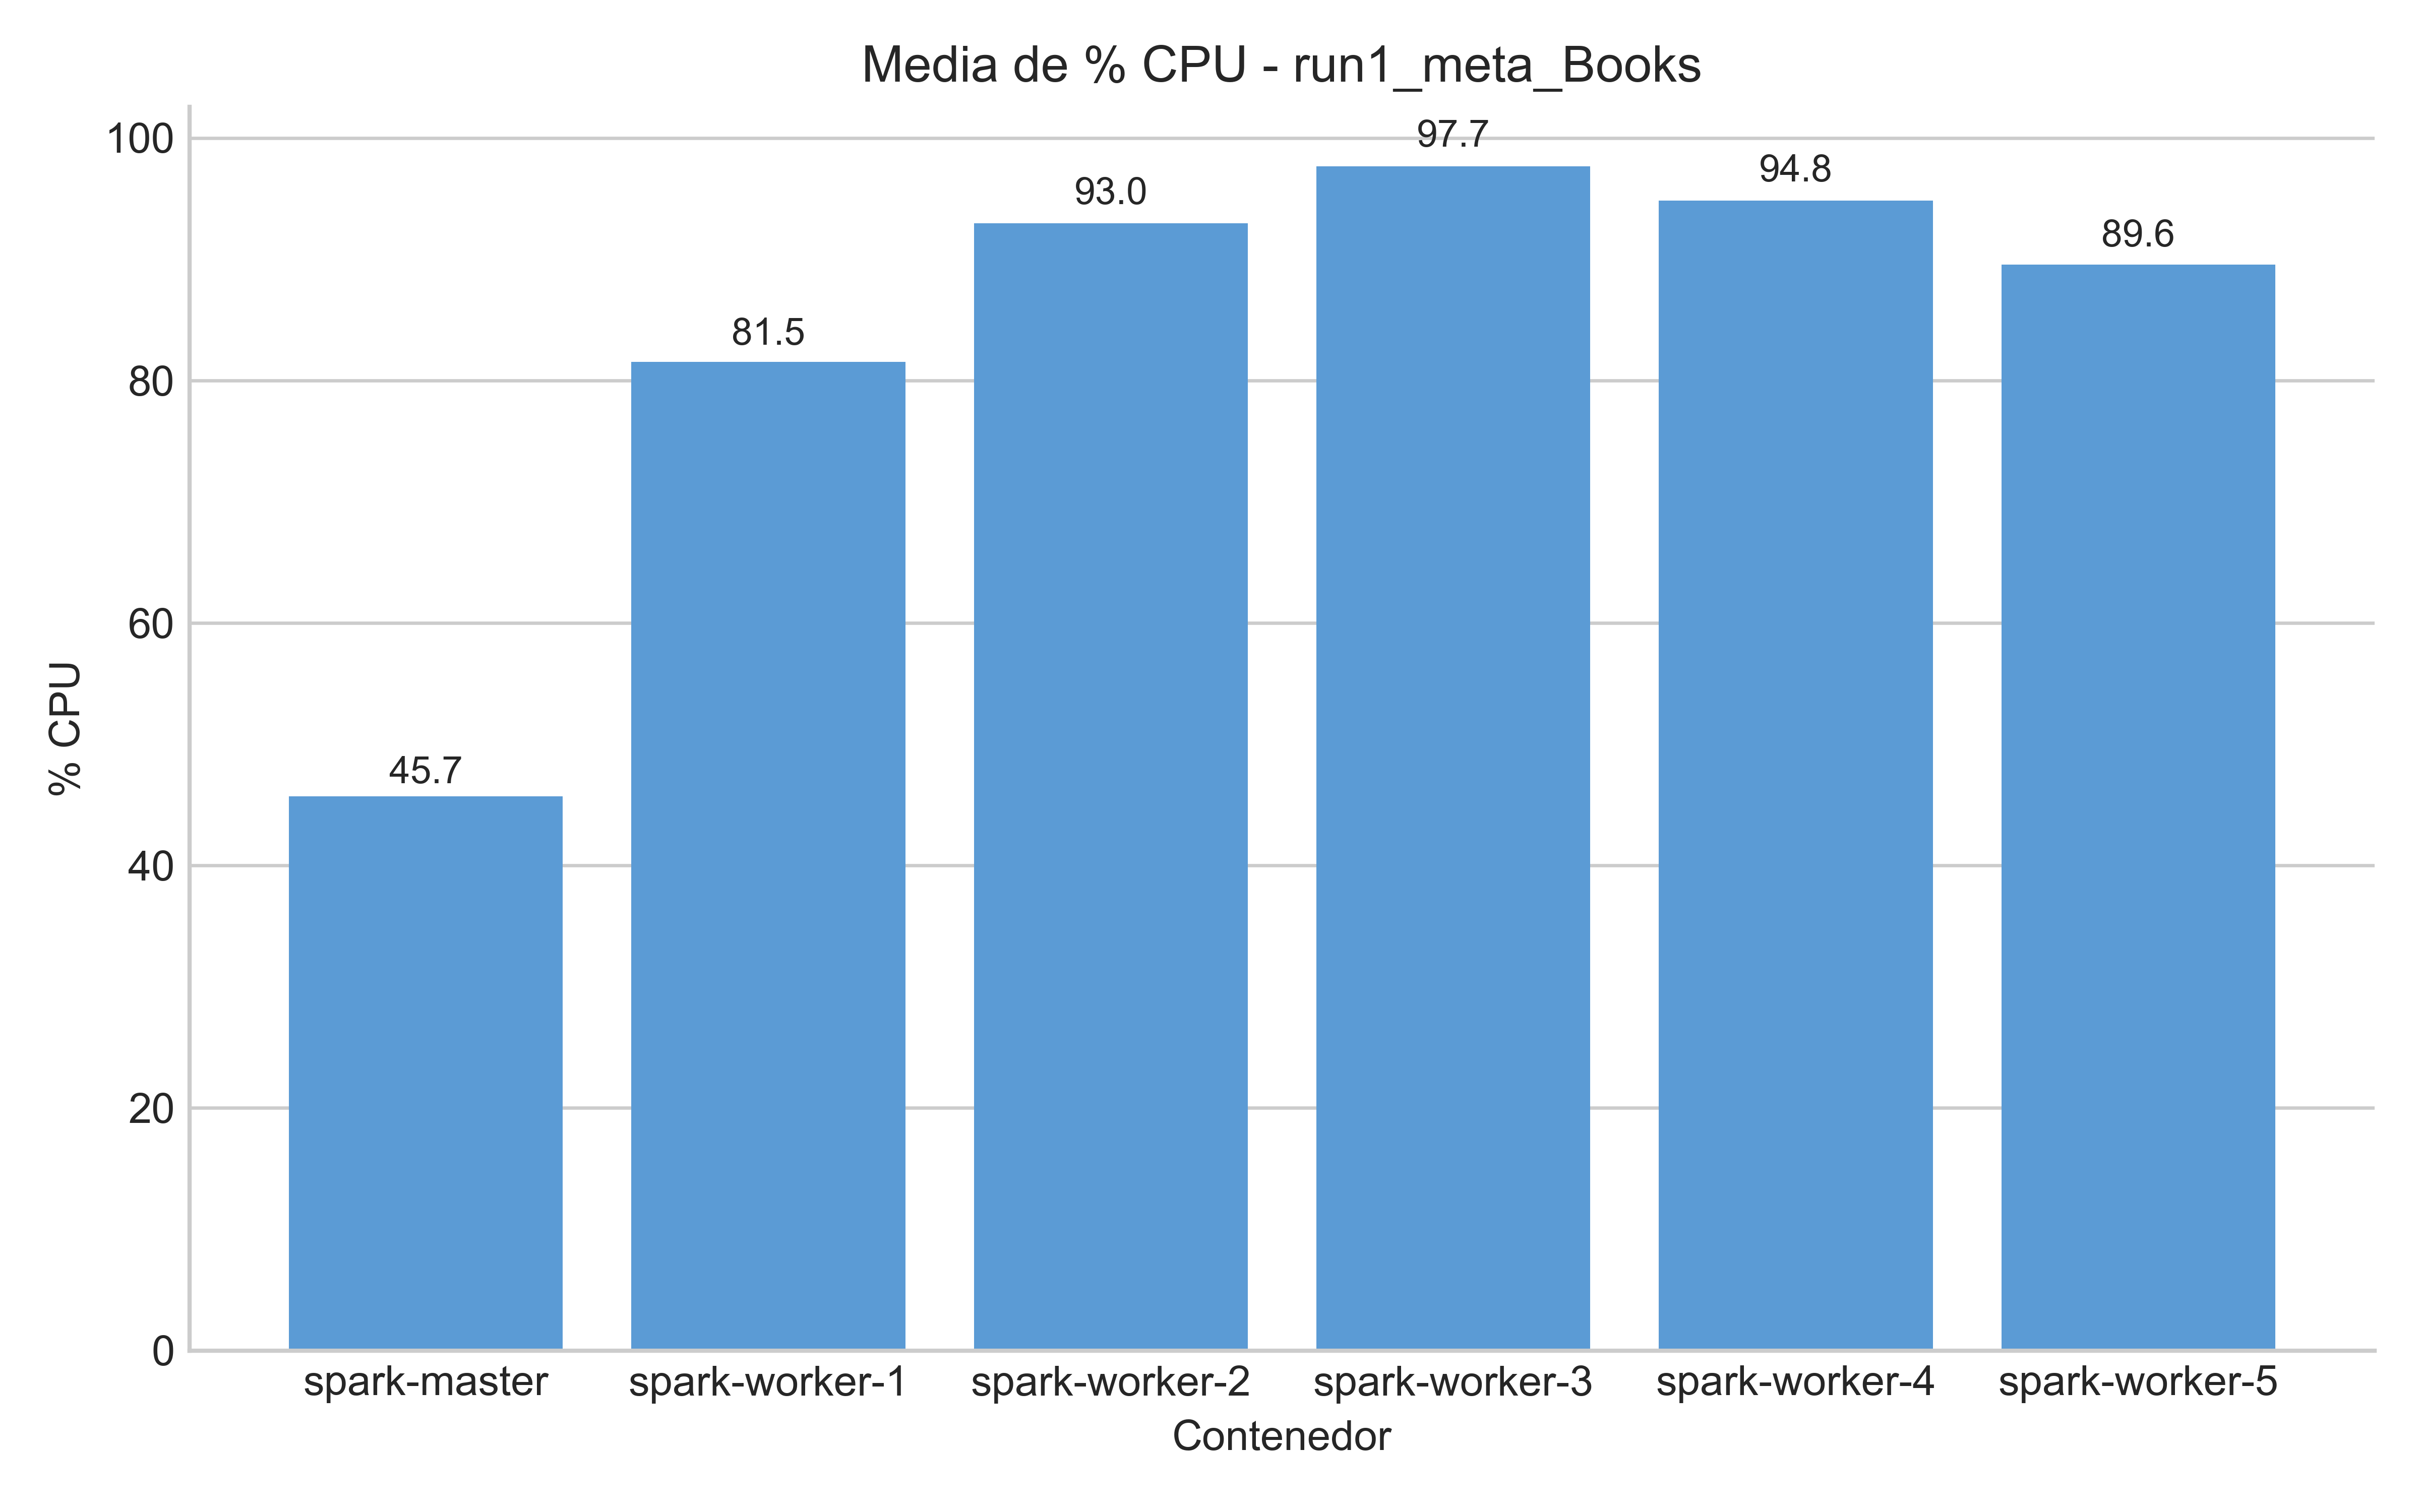 Media de % CPU - run1_meta_Books
100
80
60
40
20
0
% CPU
45.7
81.5
93.0
97.7
94.8
89.6
spark-master
spark-worker-1
spark-worker-2
spark-worker-3
spark-worker-4
spark-worker-5
Contenedor